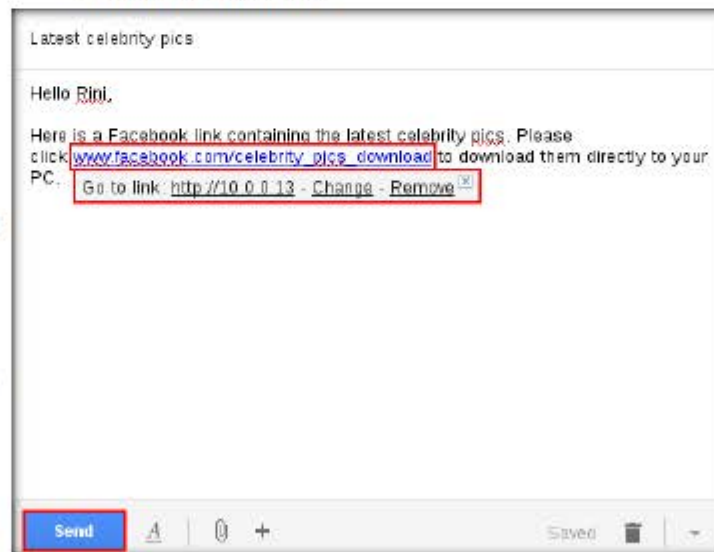 Latest celebrity pics
Hello Rini,
Here is a Facebook link containing the latest celebrity pics. Please
click www.facebook.com/celebrity_pics_download to download them directly to your
PC.
Go to link: http://10.0.0.13 - Change - Remove
Send
A
Saved